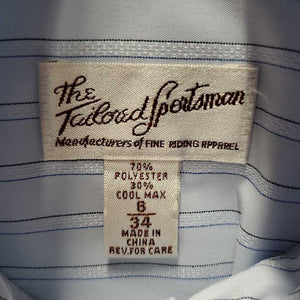 The
Tailored Sportsman
Manufacturers of FINE RIDING APPAREL
70%
POLYESTER
30%
COOL MAX
6
34
MADE IN
CHINA
REV. FOR CARE